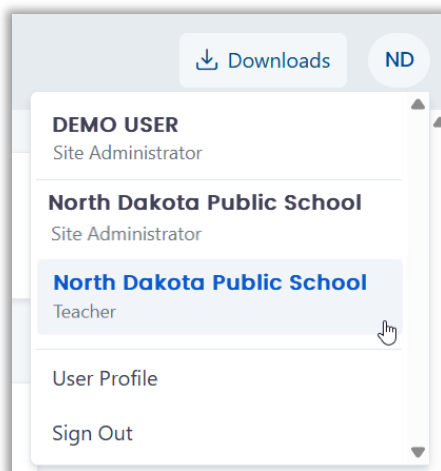 Downloads
ND
DEMO USER
Site Administrator
North Dakota Public School
Site Administrator
North Dakota Public School
Teacher
User Profile
Sign Out